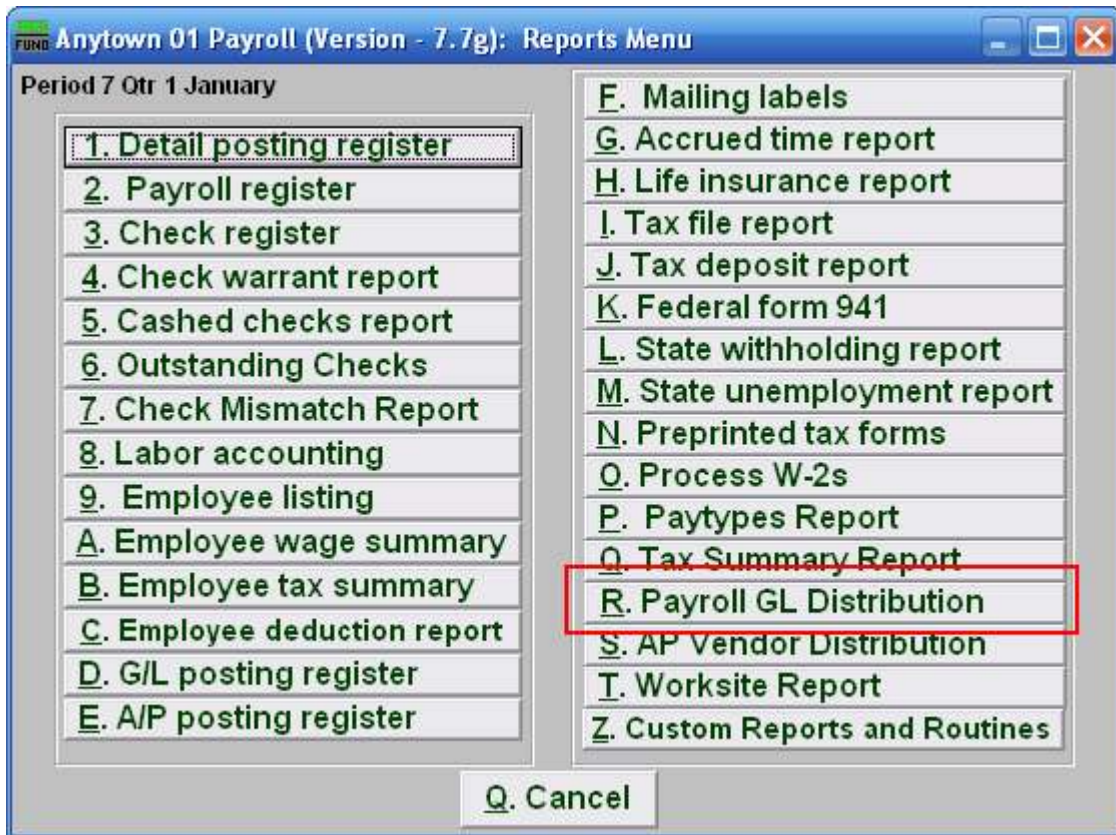 FUND Anytown 01 Payroll (Version - 7.7g): Reports Menu
Period 7 Qtr 1 January
1. Detail posting register
2. Payroll register
3. Check register
4. Check warrant report
5. Cashed checks report
6. Outstanding Checks
7. Check Mismatch Report
8. Labor accounting
9. Employee listing
A. Employee wage summary
B. Employee tax summary
C. Employee deduction report
D. G/L posting register
E. A/P posting register
F. Mailing labels
G. Accrued time report
H. Life insurance report
I. Tax file report
J. Tax deposit report
K. Federal form 941
L. State withholding report
M. State unemployment report
N. Preprinted tax forms
O. Process W-2s
P. Paytypes Report
Q. Tax Summary Report
R. Payroll GL Distribution
S. AP Vendor Distribution
T. Worksite Report
Z. Custom Reports and Routines
Q. Cancel